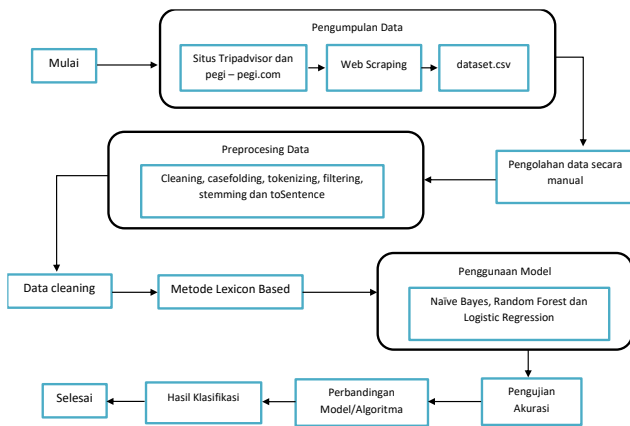 Pengumpulan Data
Mulai
Situs Tripadvisor dan
pegi – pegi.com
Web Scraping
dataset.csv
Pengolahan data secara
manual
Preprocesing Data
Cleaning, casefolding, tokenizing, filtering,
stemming dan toSentence
Data cleaning
Metode Lexicon Based
Penggunaan Model
Naïve Bayes, Random Forest dan
Logistic Regression
Pengujian
Akurasi
Perbandingan
Model/Algoritma
Hasil Klasifikasi
Selesai